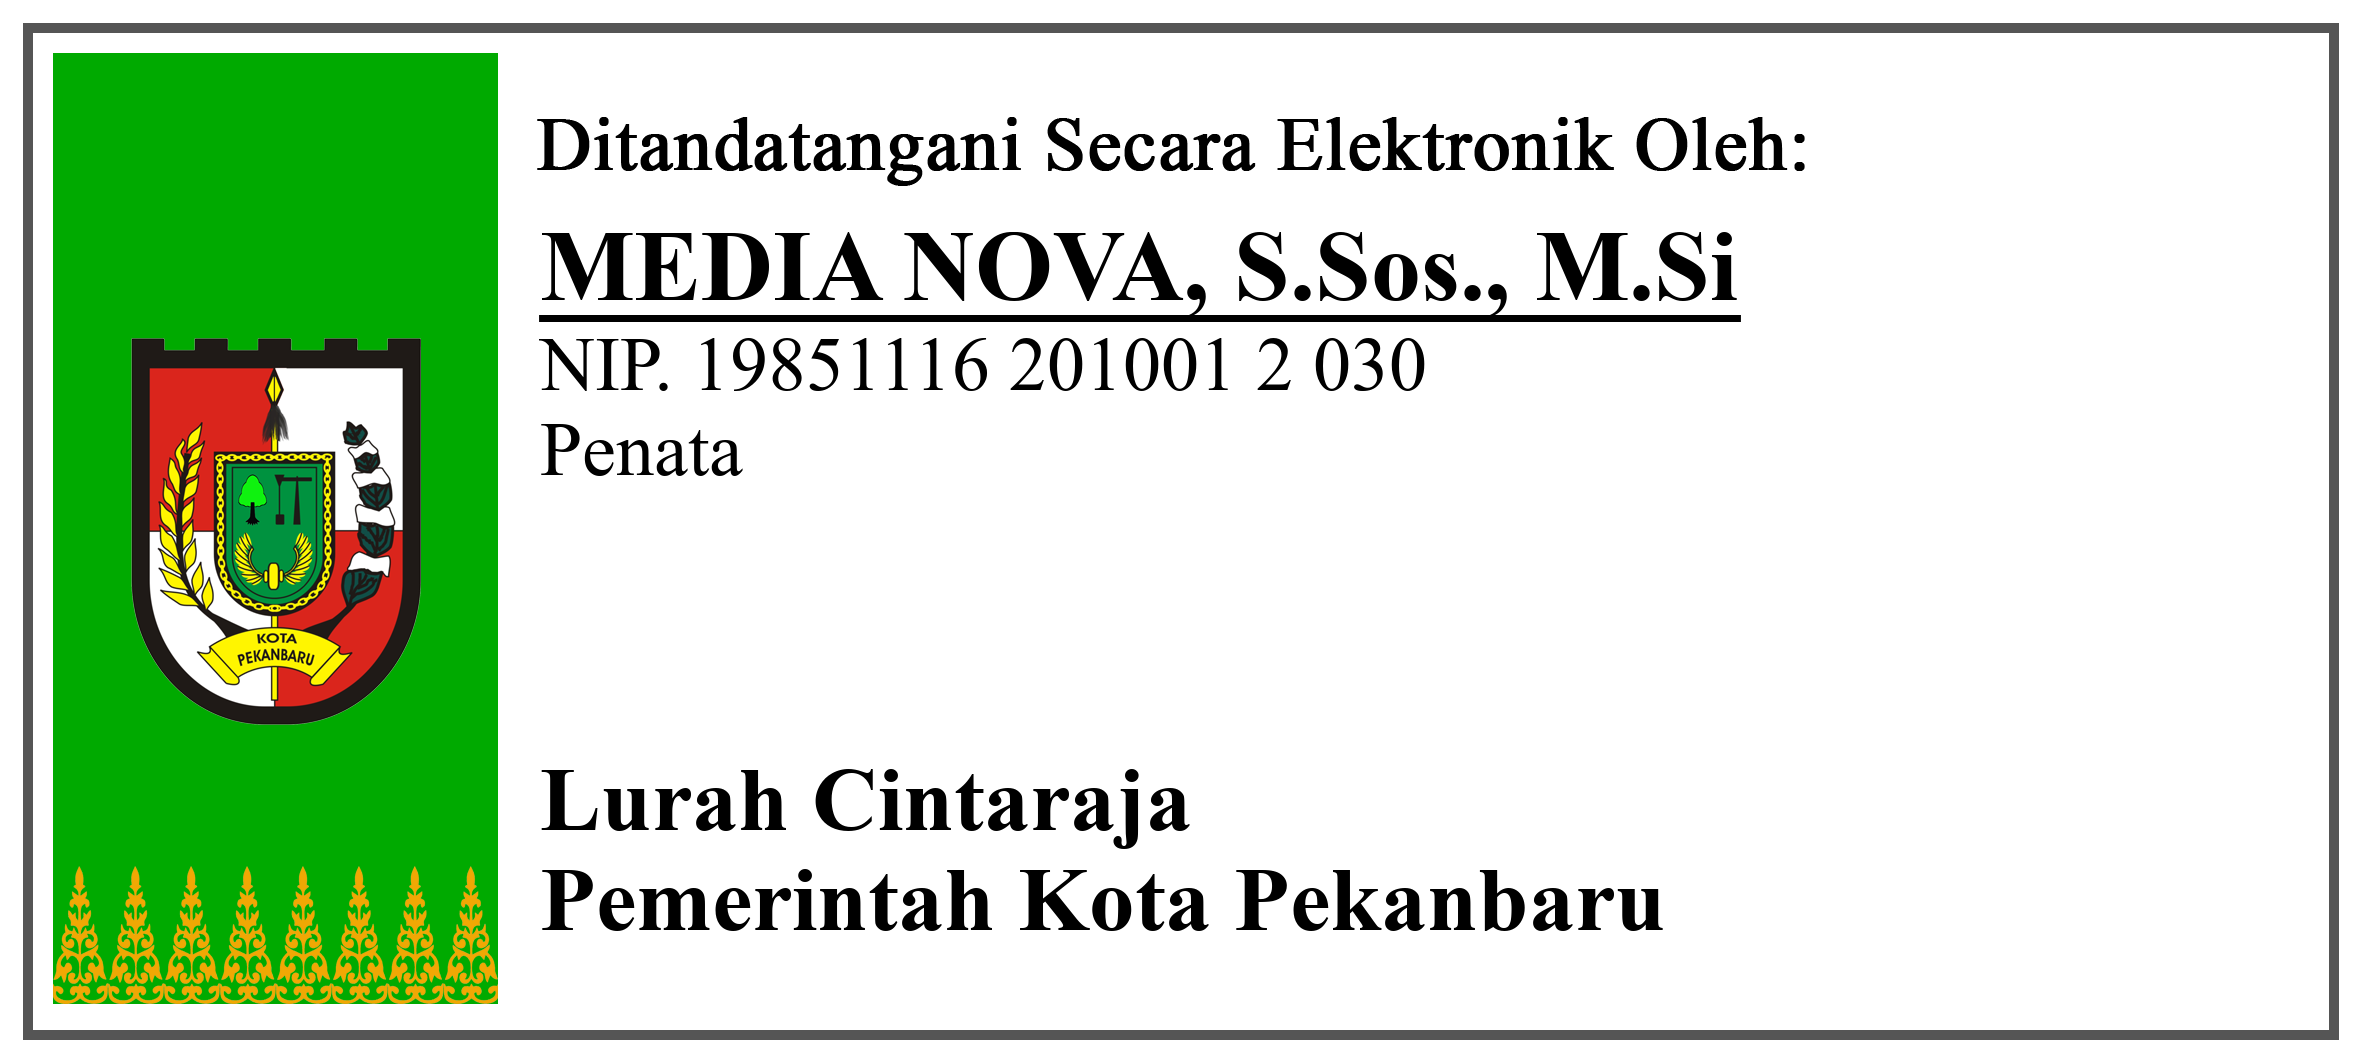 Ditandatangani Secara Elektronik Oleh:
MEDIA NOVA, S.Sos., M.Si
NIP. 19851116 201001 2 030
Penata
KOTA
PEKANBARU
Lurah Cintaraja
Pemerintah Kota Pekanbaru